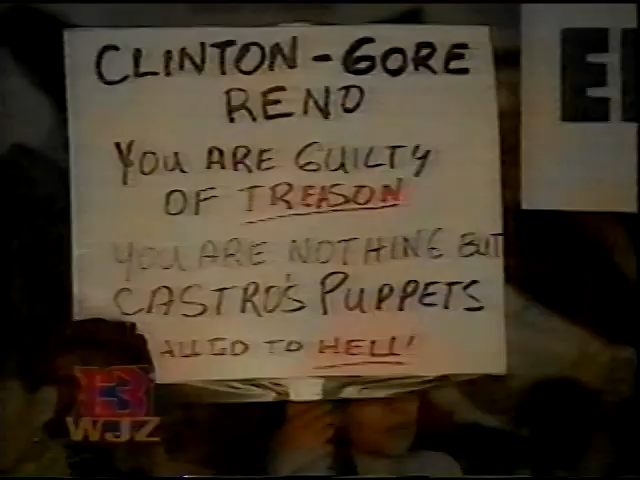 CLINTON - GORE
RENO
YOU ARE GUILTY
OF TREASON
YOU ARE NOTHING BUT
CASTRO'S PUPPETS
ALL GO TO HELL!
13
WJZ